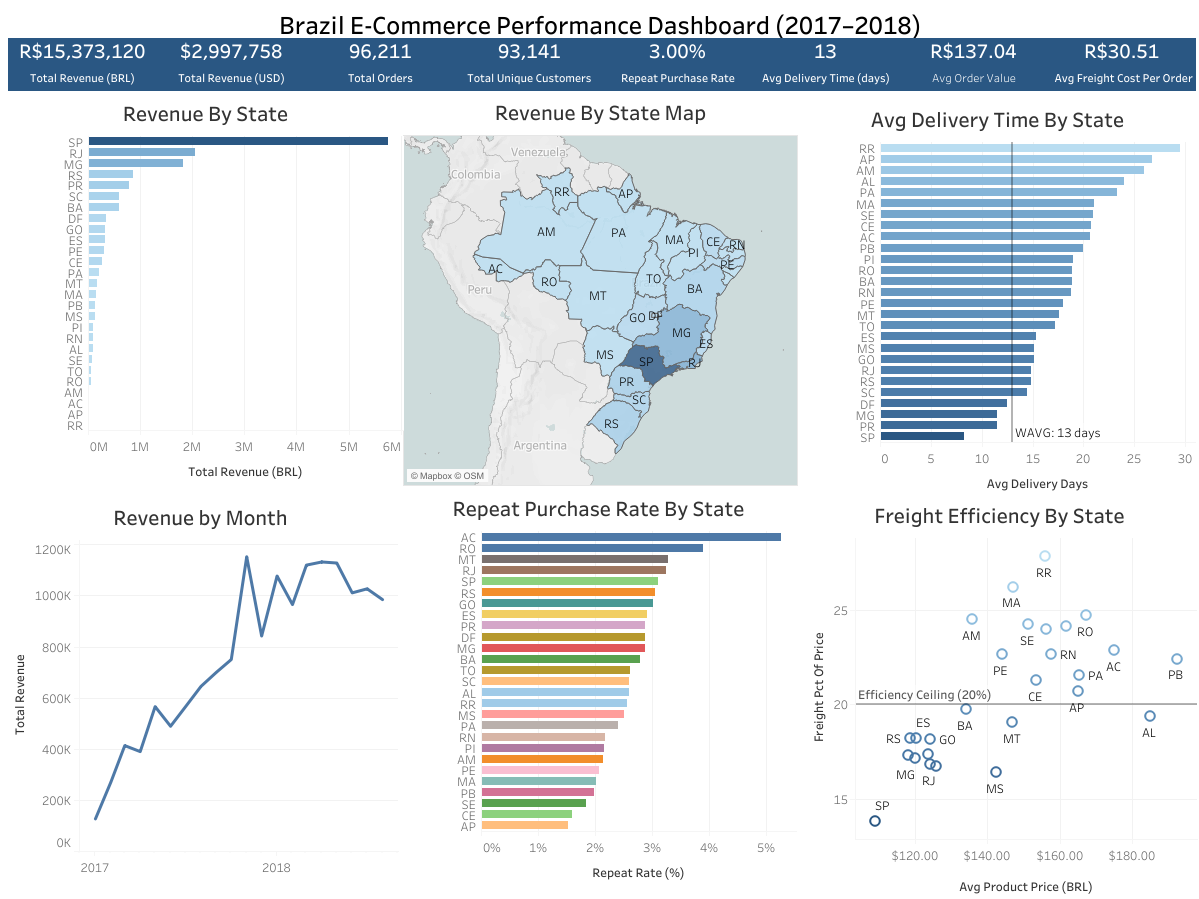 Brazil E-Commerce Performance Dashboard (2017–2018)
R$15,373,120 $2,997,758 96,211 93,141 3.00% 13 R$137.04 R$30.51
Total Revenue (BRL) Total Revenue (USD) Total Orders Total Unique Customers Repeat Purchase Rate Avg Delivery Time (days) Avg Order Value Avg Freight Cost Per Order
Revenue By State
SP
RJ
MG
RS
PR
SC
BA
DF
GO
ES
PE
CE
PA
MT
MA
PB
MS
PI
RN
AL
SE
TO
RO
AM
AC
AP
RR
0M 1M 2M 3M 4M 5M 6M
Total Revenue (BRL)
Revenue By State Map
Venezuela
Colombia
RR
AP
AM
PA
MA
CE
RN
PI
PE
AC
RO
TO
BA
Peru
MT
GO
DF
MG
ES
MS
SP
RJ
PR
SC
RS
Argentina
© Mapbox © OSM
Avg Delivery Time By State
RR
AP
AM
AL
PA
MA
SE
CE
AC
PB
PI
RO
BA
RN
PE
MT
TO
ES
MS
GO
RJ
RS
SC
DF
MG
PR
SP
WAVG: 13 days
0 5 10 15 20 25 30
Avg Delivery Days
Revenue by Month
1200K
1000K
800K
600K
400K
200K
0K
Total Revenue
2017 2018
Repeat Purchase Rate By State
AC
RO
MT
RJ
SP
RS
GO
ES
PR
DF
MG
BA
TO
SC
AL
RR
MS
PA
RN
PI
AM
PE
MA
PB
SE
CE
AP
0% 1% 2% 3% 4% 5%
Repeat Rate (%)
Freight Efficiency By State
Freight Pct Of Price
25
20
15
RR
MA
AM
SE
RO
PE
RN
AC
PB
CE
PA
AP
Efficiency Ceiling (20%)
BA
AL
MT
ES
RS
GO
MG
RJ
MS
SP
$120.00 $140.00 $160.00 $180.00
Avg Product Price (BRL)